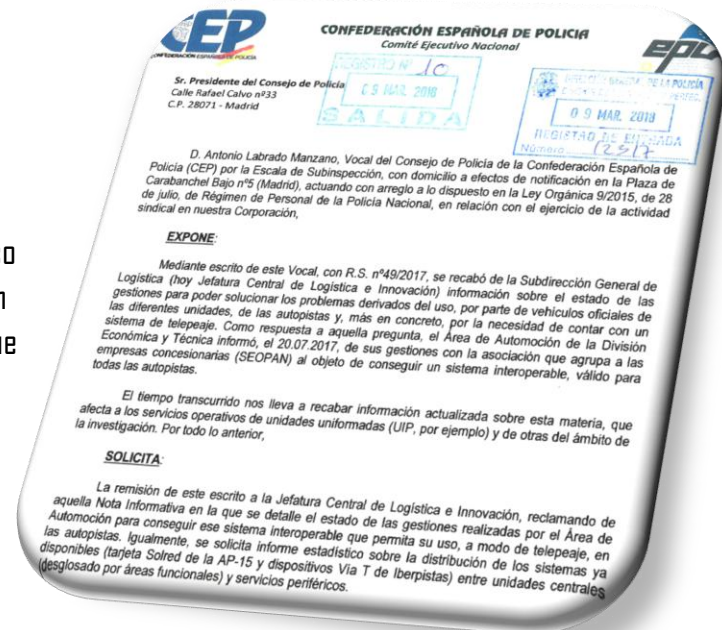 CEP
CONFEDERACIÓN ESPAÑOLA DE POLICIA
CONFEDERACIÓN ESPAÑOLA DE POLICIA
Comité Ejecutivo Nacional
Sr. Presidente del Consejo de Policía
Calle Rafael Calvo nº33
C.P. 28071 - Madrid
REGISTRO Nº 10
09 MAR. 2018
SALIDA
DIRECCIÓN GENERAL DE LA POLICÍA
09 MAR. 2018
REGISTRO DE ENTRADA
Número
D. Antonio Labrado Manzano, Vocal del Consejo de Policía de la Confederación Española de
Policía (CEP) por la Escala de Subinspección, con domicilio a efectos de notificación en la Plaza de
Carabanchel Bajo nº5 (Madrid), actuando con arreglo a lo dispuesto en la Ley Orgánica 9/2015, de 28
de julio, de Régimen de Personal de la Policía Nacional, en relación con el ejercicio de la actividad
sindical en nuestra Corporación,
EXPONE:
Mediante escrito de este Vocal, con R.S. nº49/2017, se recabó de la Subdirección General de
Logística (hoy Jefatura Central de Logística e Innovación) información sobre el estado de las
gestiones para poder solucionar los problemas derivados del uso, por parte de vehículos oficiales de
las diferentes unidades, de las autopistas y, más en concreto, por la necesidad de contar con un
sistema de telepeaje. Como respuesta a aquella pregunta, el Área de Automoción de la División
Económica y Técnica informó, el 20.07.2017, de sus gestiones con la asociación que agrupa a las
empresas concesionarias (SEOPAN) al objeto de conseguir un sistema interoperable, válido para
todas las autopistas.
El tiempo transcurrido nos lleva a recabar información actualizada sobre esta materia, que
afecta a los servicios operativos de unidades uniformadas (UIP, por ejemplo) y de otras del ámbito de
la investigación. Por todo lo anterior,
SOLICITA:
La remisión de este escrito a la Jefatura Central de Logística e Innovación, reclamando de
aquella Nota Informativa en la que se detalle el estado de las gestiones realizadas por el Área de
Automoción para conseguir ese sistema interoperable que permita su uso, a modo de telepeaje, en
las autopistas. Igualmente, se solicita informe estadístico sobre la distribución de los sistemas ya
disponibles (tarjeta Solred de la AP-15 y dispositivos Via T de Iberpistas) entre unidades centrales
(desglosado por áreas funcionales) y servicios periféricos.